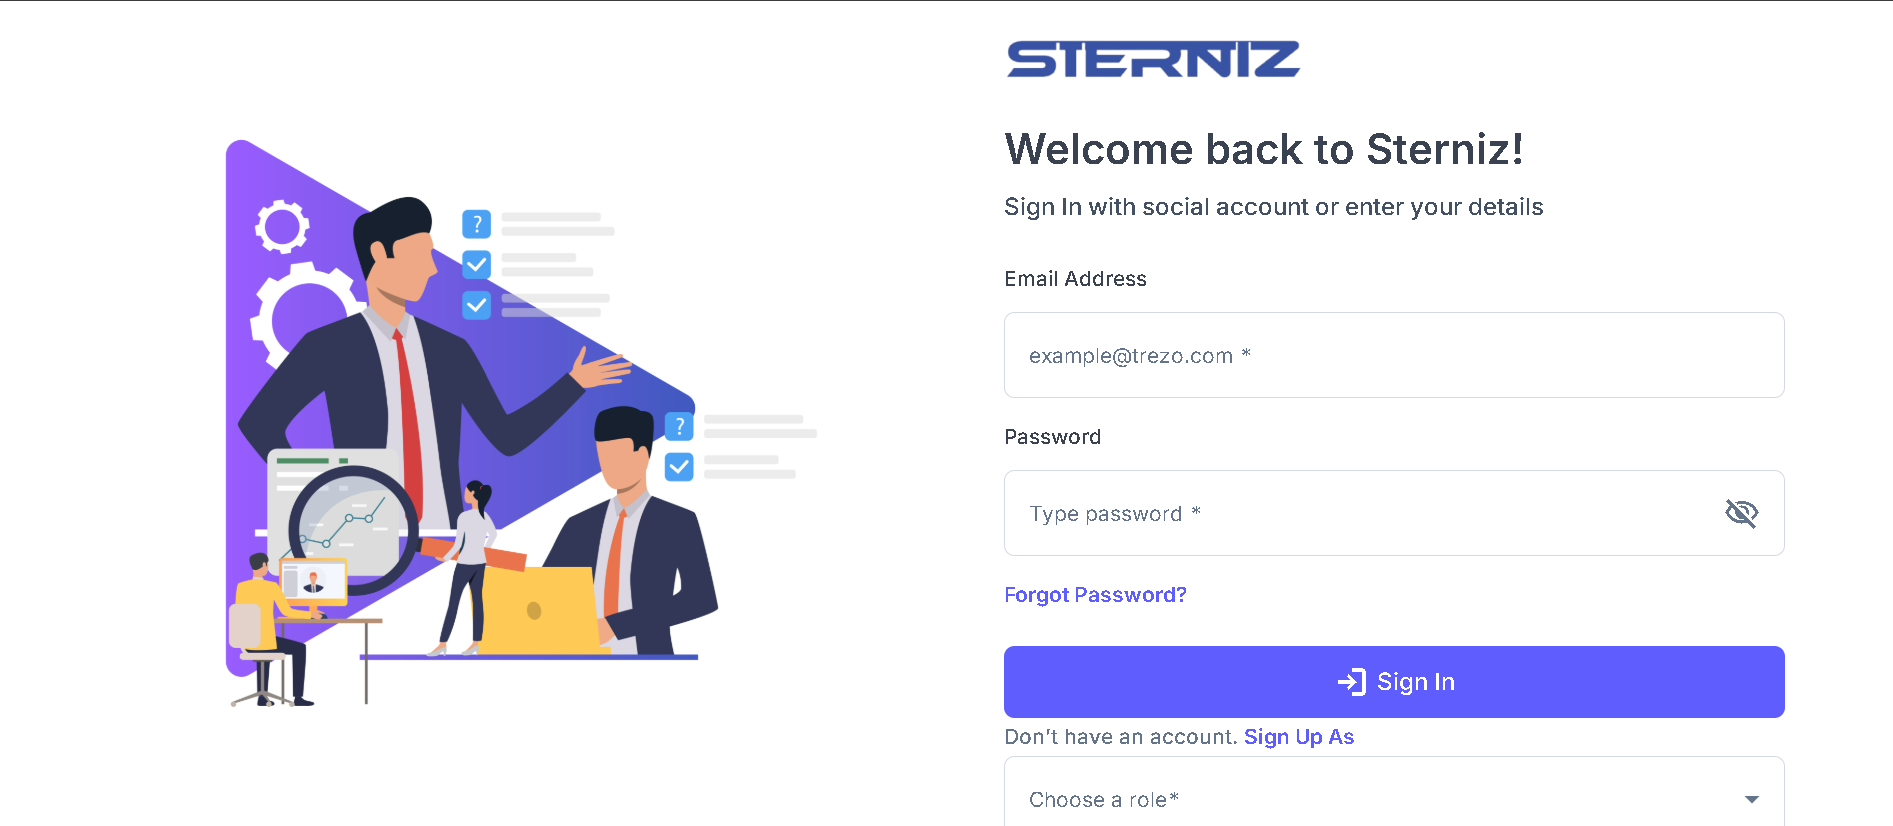 STERNIZ
Welcome back to Sterniz!
Sign In with social account or enter your details
Email Address
example@trezo.com *
Password
Type password *
Forgot Password?
Sign In
Don't have an account. Sign Up As
Choose a role*
?
?